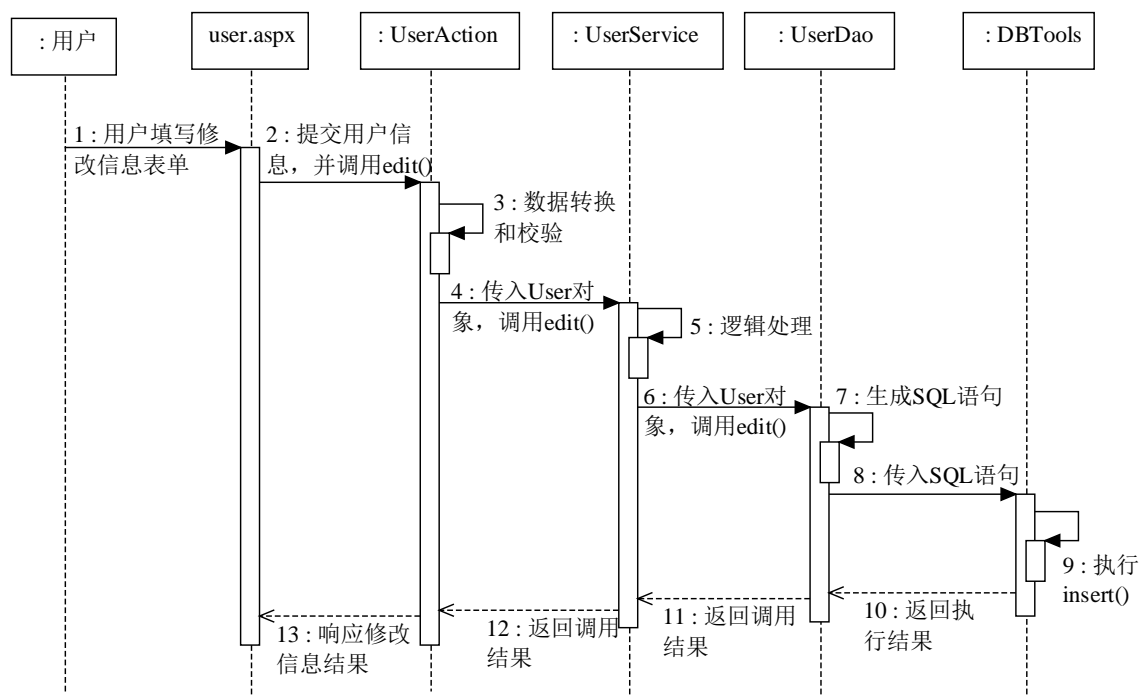 : 用户
user.aspx
: UserAction
: UserService
: UserDao
: DBTools
1 : 用户填写修
改信息表单
2 : 提交用户信
息，并调用edit()
3 : 数据转换
和校验
4 : 传入User对
象，调用edit()
5 : 逻辑处理
6 : 传入User对
象，调用edit()
7 : 生成SQL语句
8 : 传入SQL语句
9 : 执行
insert()
10 : 返回执
行结果
11 : 返回调用
结果
12 : 返回调用
结果
13 : 响应修改
信息结果